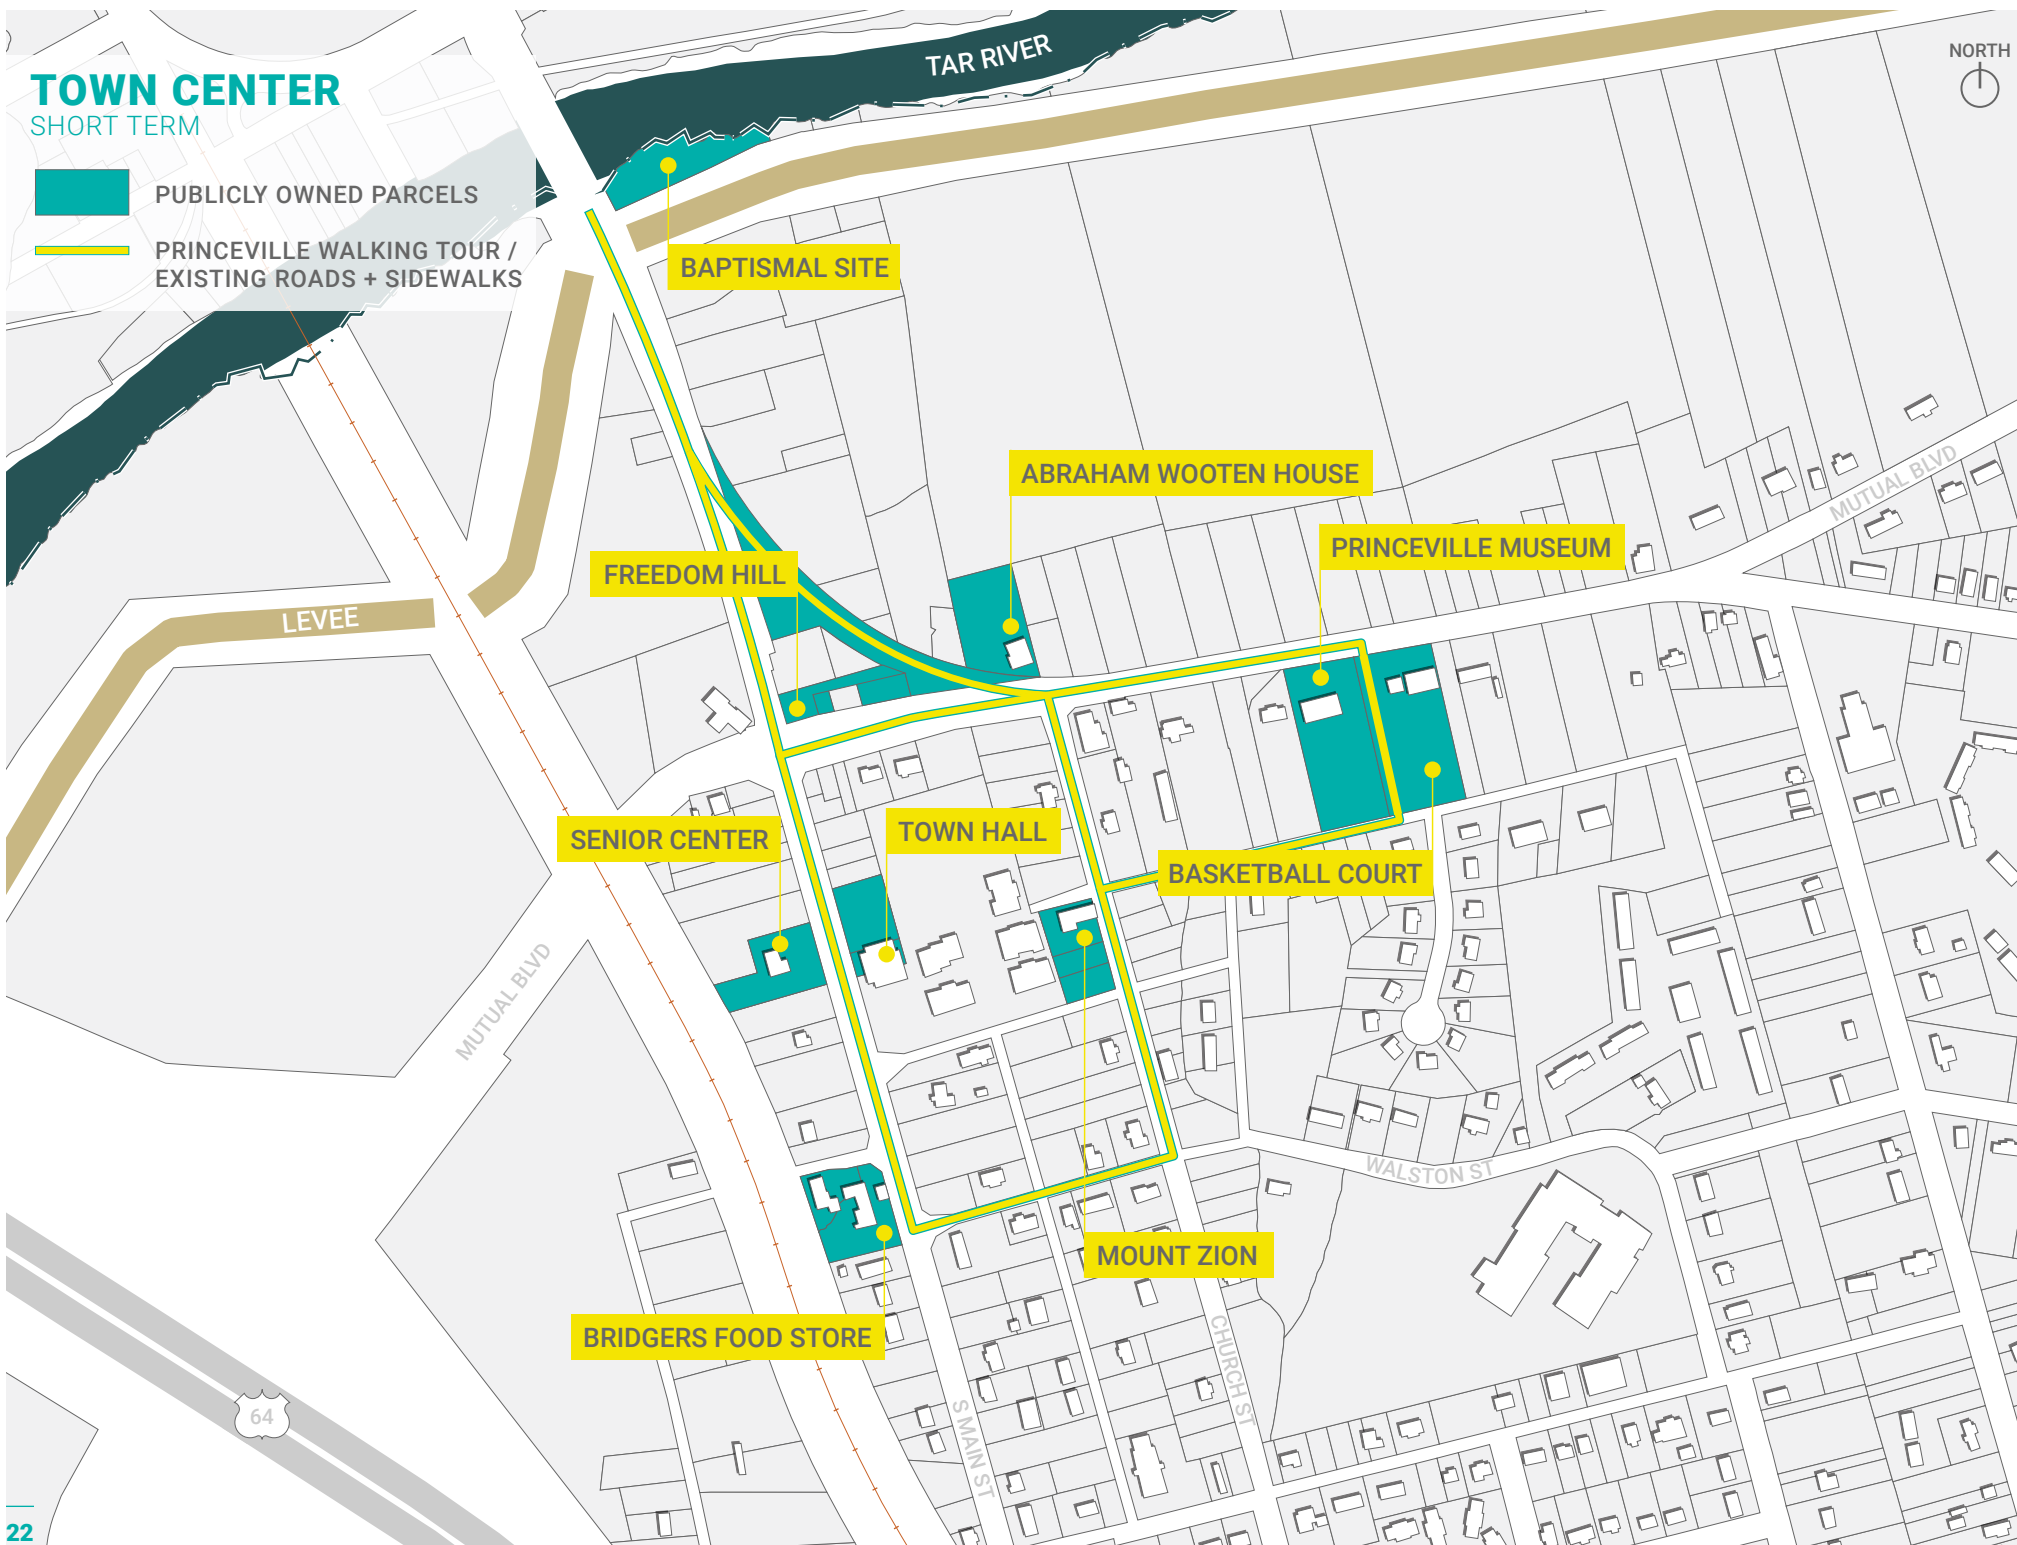 TOWN CENTER
SHORT TERM
PUBLICLY OWNED PARCELS
PRINCEVILLE WALKING TOUR /
EXISTING ROADS + SIDEWALKS
TAR RIVER
NORTH
BAPTISMAL SITE
ABRAHAM WOOTEN HOUSE
MUTUAL BLVD
PRINCEVILLE MUSEUM
FREEDOM HILL
LEVEE
SENIOR CENTER
TOWN HALL
BASKETBALL COURT
MUTUAL BLVD
WALSTON ST
MOUNT ZION
BRIDGERS FOOD STORE
CHURCH ST
S MAIN ST
64
22